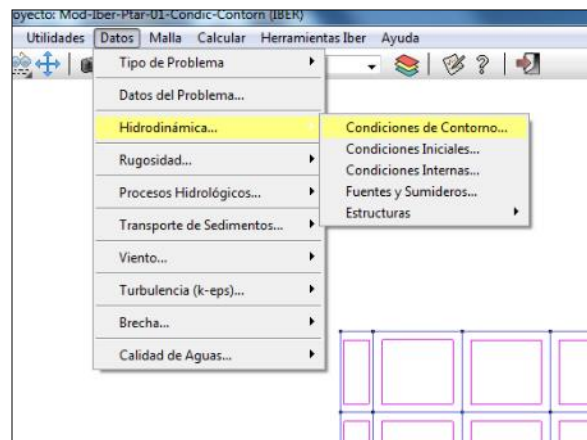 oyecto: Mod-Iber-Ptar-01-Condic-Contorn (IBER)
Utilidades Datos Malla Calcular Herramientas Iber Ayuda
Tipo de Problema
Datos del Problema...
Hidrodinámica...
Condiciones de Contorno...
Condiciones Iniciales...
Condiciones Internas...
Fuentes y Sumideros...
Estructuras
Rugosidad...
Procesos Hidrológicos...
Transporte de Sedimentos...
Viento...
Turbulencia (k-eps)...
Brecha...
Calidad de Aguas...